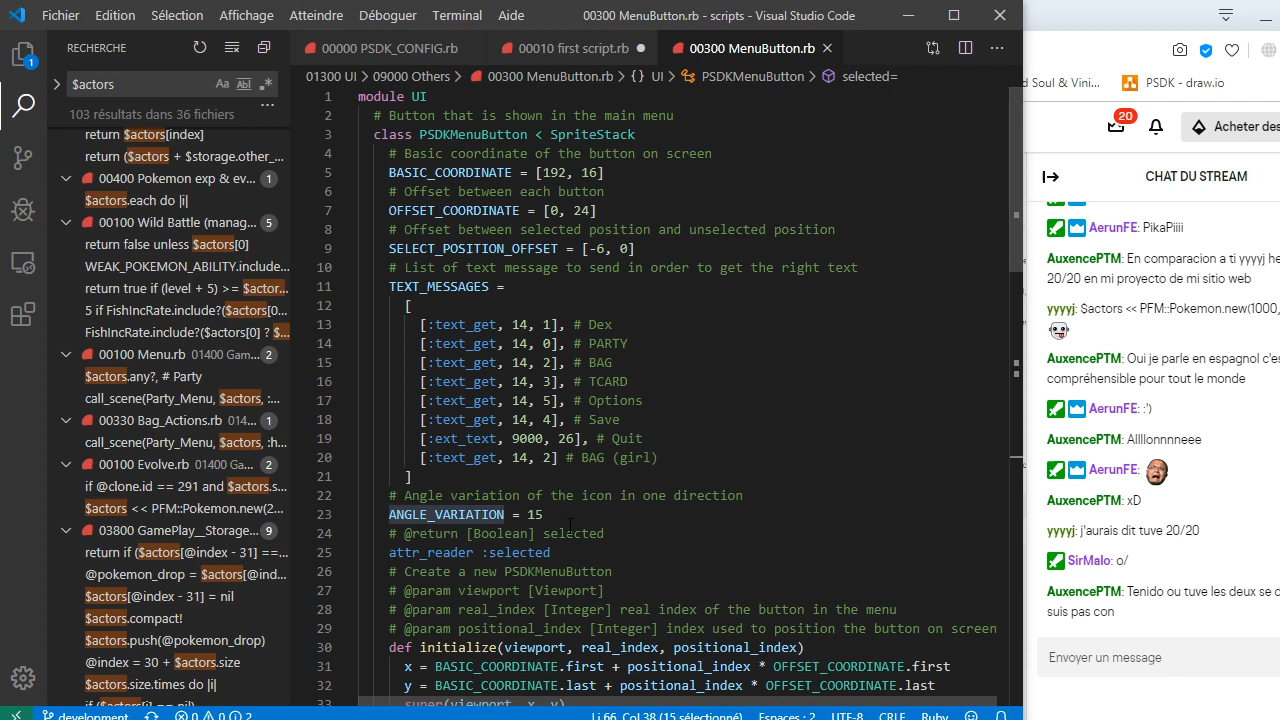 Fichier Edition Sélection Affichage Atteindre Déboguer Terminal Aide 00300 MenuButton.rb - scripts - Visual Studio Code
RECHERCHE
$actors
103 résultats dans 36 fichiers
return $actors[index]
return ($actors + $storage.other_...
00400 Pokemon exp & ev... 1
$actors.each do |i|
00100 Wild Battle (manag... 5
return false unless $actors[0]
WEAK_POKEMON_ABILITY.include...
return true if (level + 5) >= $actor...
5 if FishIncRate.include?($actors[0...
FishIncRate.include?($actors[0] ? $...
00100 Menu.rb 01400 Gam... 2
$actors.any?, # Party
call_scene(Party_Menu, $actors, :...
00330 Bag_Actions.rb 014... 1
call_scene(Party_Menu, $actors, :h...
00100 Evolve.rb 01400 Ga... 2
if @clone.id == 291 and $actors.s...
$actors << PFM::Pokemon.new(2...
03800 GamePlay__Storage... 9
return if ($actors[@index - 31] ==...
@pokemon_drop = $actors[@ind...
$actors[@index - 31] = nil
$actors.compact!
$actors.push(@pokemon_drop)
@index = 30 + $actors.size
$actors.size.times do |i|
if ($actors[i] == nil)
00000 PSDK_CONFIG.rb 00010 first script.rb 00300 MenuButton.rb
01300 UI > 09000 Others > 00300 MenuButton.rb > {} UI > PSDKMenuButton > selected=
1 module UI
2 # Button that is shown in the main menu
3 class PSDKMenuButton < SpriteStack
4 # Basic coordinate of the button on screen
5 BASIC_COORDINATE = [192, 16]
6 # Offset between each button
7 OFFSET_COORDINATE = [0, 24]
8 # Offset between selected position and unselected position
9 SELECT_POSITION_OFFSET = [-6, 0]
10 # List of text message to send in order to get the right text
11 TEXT_MESSAGES =
12 [
13 [:text_get, 14, 1], # Dex
14 [:text_get, 14, 0], # PARTY
15 [:text_get, 14, 2], # BAG
16 [:text_get, 14, 3], # TCARD
17 [:text_get, 14, 5], # Options
18 [:text_get, 14, 4], # Save
19 [:ext_text, 9000, 26], # Quit
20 [:text_get, 14, 2] # BAG (girl)
21 ]
22 # Angle variation of the icon in one direction
23 ANGLE_VARIATION = 15
24 # @return [Boolean] selected
25 attr_reader :selected
26 # Create a new PSDKMenuButton
27 # @param viewport [Viewport]
28 # @param real_index [Integer] real index of the button in the menu
29 # @param positional_index [Integer] index used to position the button on screen
30 def initialize(viewport, real_index, positional_index)
31 x = BASIC_COORDINATE.first + positional_index * OFFSET_COORDINATE.first
32 y = BASIC_COORDINATE.last + positional_index * OFFSET_COORDINATE.last
33 super(viewport, x, y)
development 0 0 2 Li 66, Col 38 (15 sélectionné) Espaces : 2 UTF-8 CRLF Ruby
d Soul & Vini... PSDK - draw.io
20 Acheter des
CHAT DU STREAM
AerunFE: PikaPiiii
AuxencePTM: En comparacion a ti yyyyj he
20/20 en mi proyecto de mi sitio web
yyyyj: $actors << PFM::Pokemon.new(1000,
AuxencePTM: Oui je parle en espagnol c'es
compréhensible pour tout le monde
AerunFE: :')
AuxencePTM: Allllonnnneee
AerunFE:
AuxencePTM: xD
yyyyj: j'aurais dit tuve 20/20
SirMalo: o/
AuxencePTM: Tenido ou tuve les deux se d
suis pas con
Envoyer un message